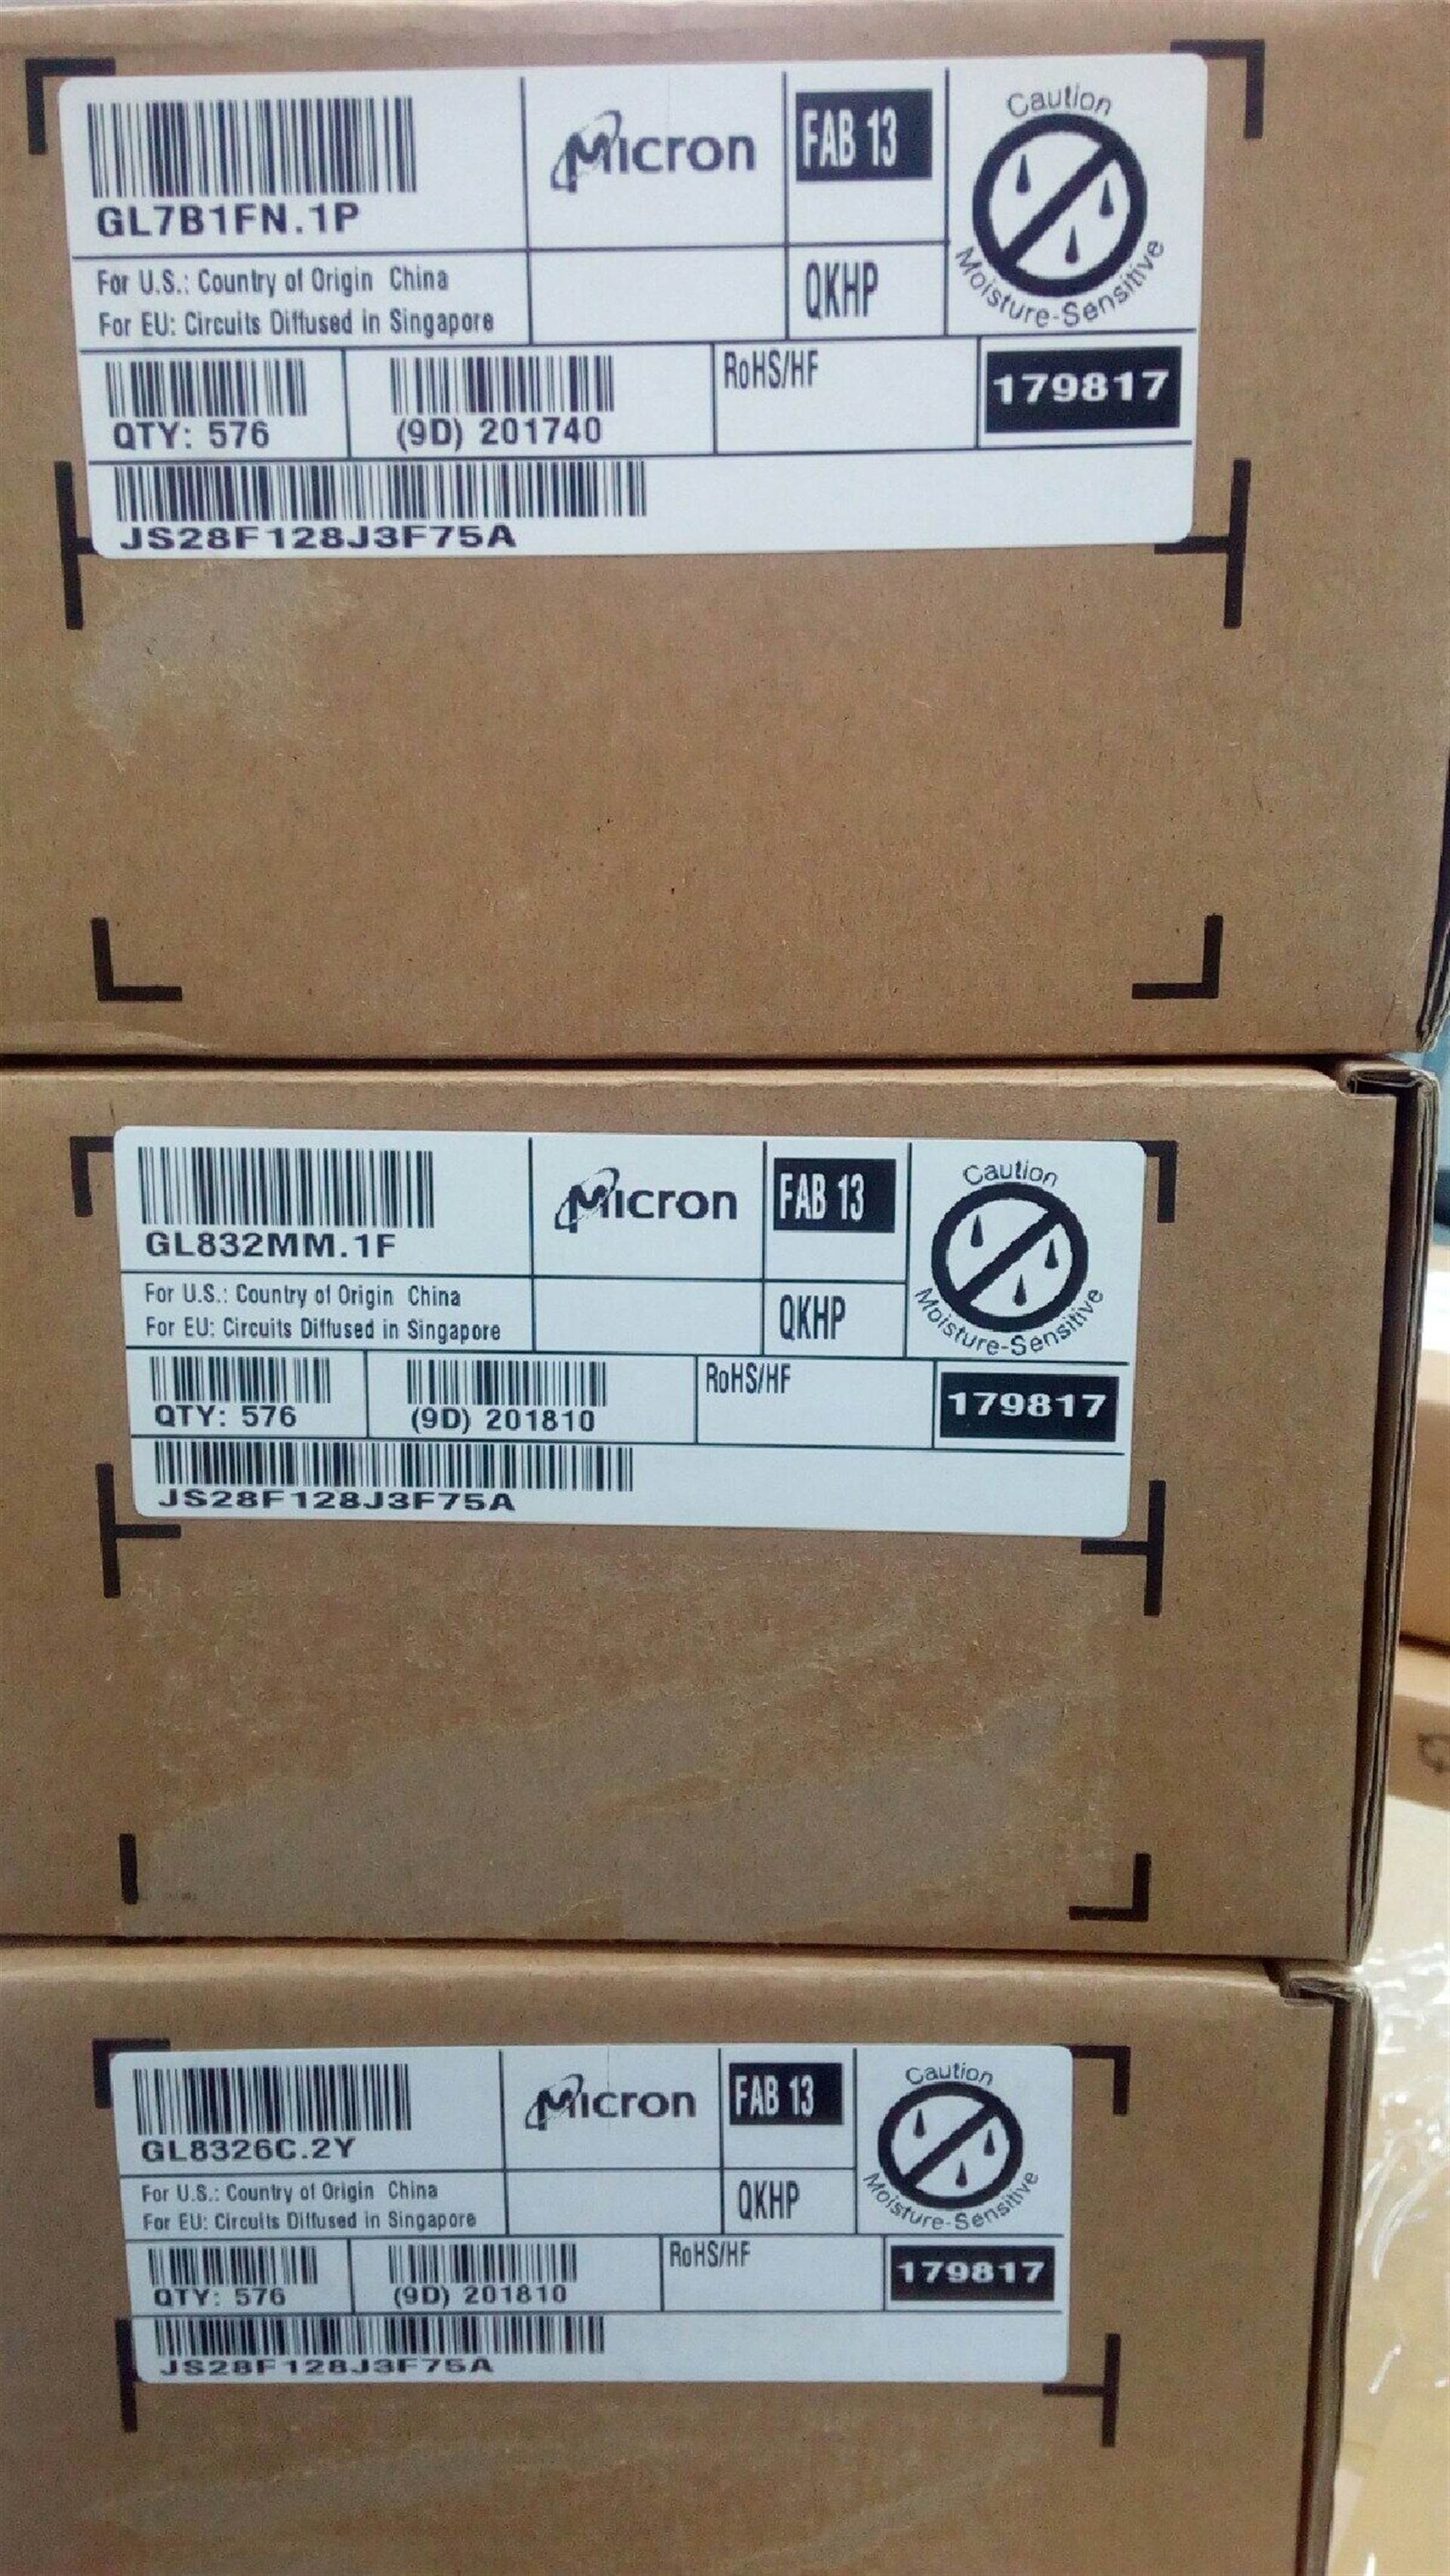 GL7B1FN.1P
Micron
FAB 13
Caution
Moisture-Sensitive
For U.S.: Country of Origin China
For EU: Circuits Diffused in Singapore
QKHP
QTY: 576
(9D) 201740
RoHS/HF
179817
JS28F128J3F75A
GL832MM.1F
Micron
FAB 13
Caution
Moisture-Sensitive
For U.S.: Country of Origin China
For EU: Circuits Diffused in Singapore
QKHP
QTY: 576
(9D) 201810
RoHS/HF
179817
JS28F128J3F75A
GL8326C.2Y
Micron
FAB 13
Caution
Moisture-Sensitive
For U.S.: Country of Origin China
For EU: Circuits Diffused in Singapore
QKHP
QTY: 576
(9D) 201810
RoHS/HF
179817
JS28F128J3F75A